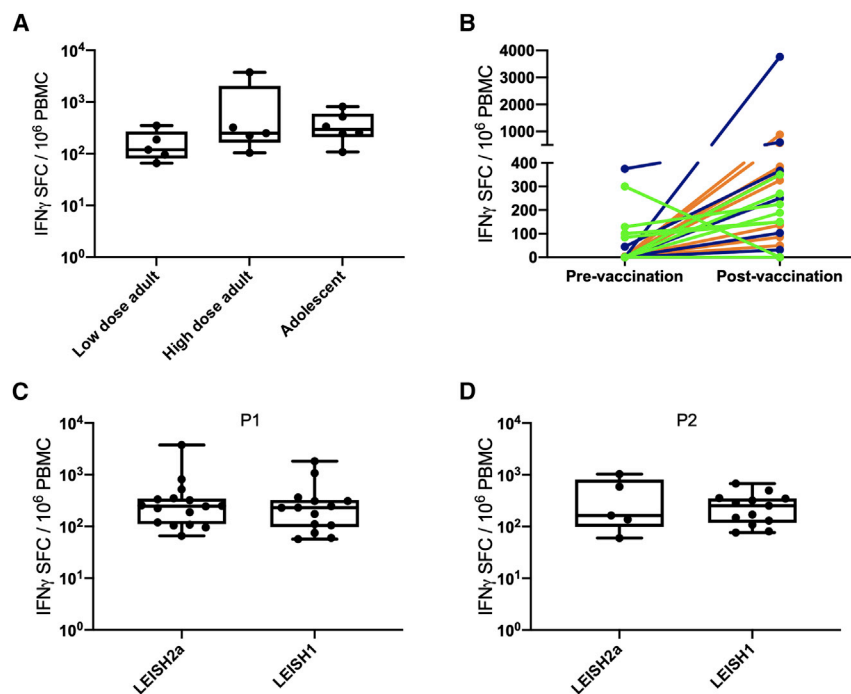 A
IFNγ SFC / 10⁶ PBMC
10⁴
10³
10²
10¹
10⁰
Low dose adult
High dose adult
Adolescent
B
IFNγ SFC / 10⁶ PBMC
4000
3000
2000
1000
400
300
200
100
0
Pre-vaccination
Post-vaccination
C
P1
IFNγ SFC / 10⁶ PBMC
10⁴
10³
10²
10¹
10⁰
LEISH2a
LEISH1
D
P2
IFNγ SFC / 10⁶ PBMC
10⁴
10³
10²
10¹
10⁰
LEISH2a
LEISH1